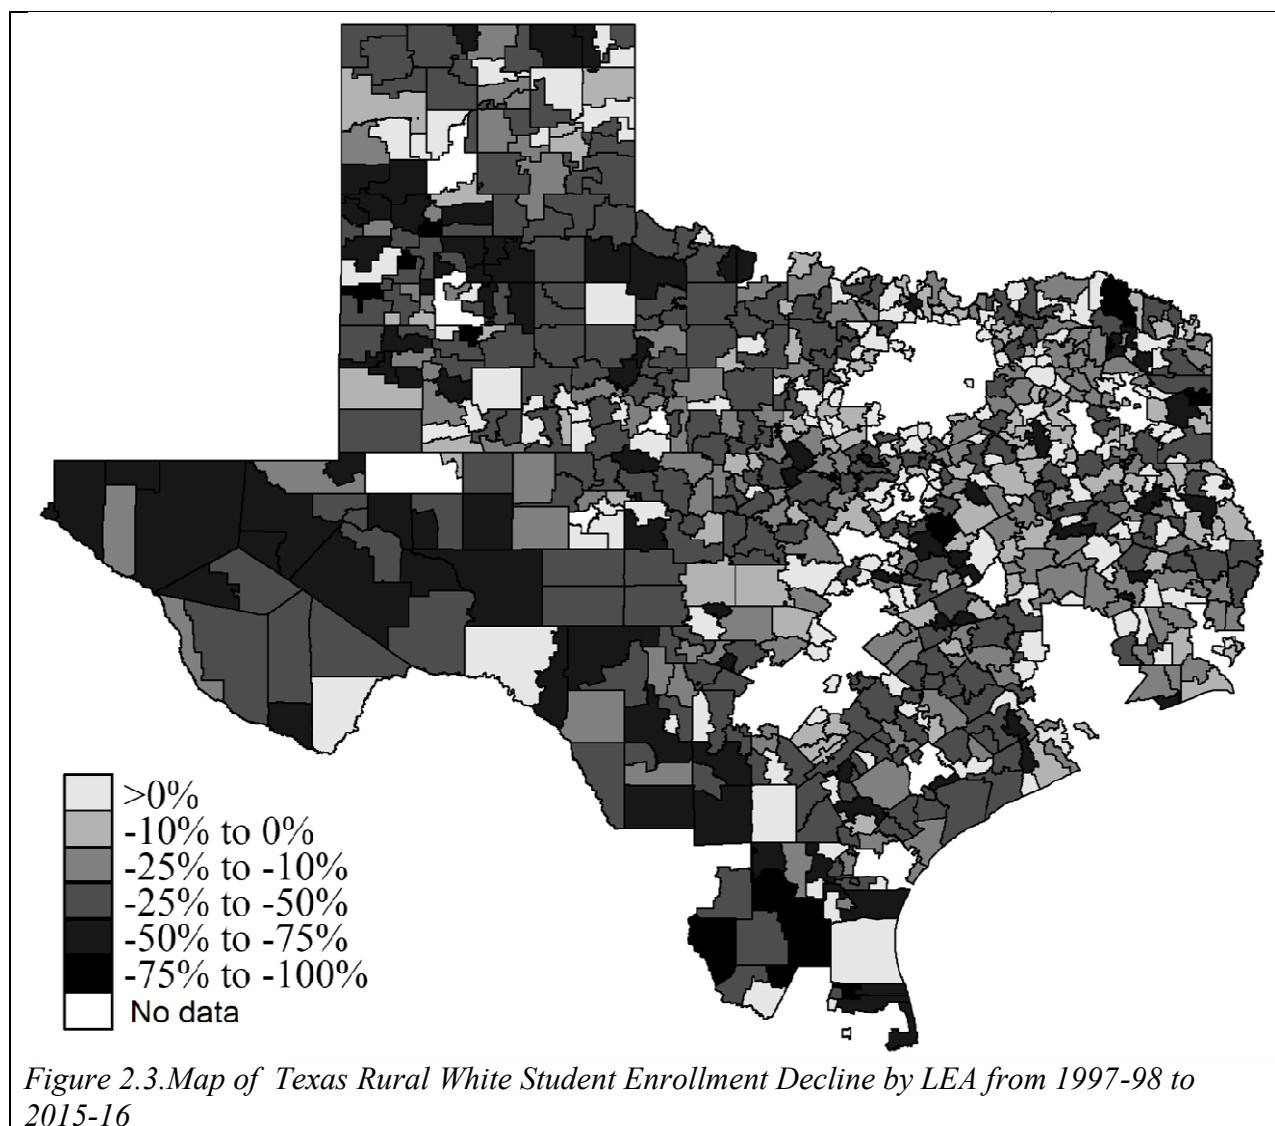 >0%
-10% to 0%
-25% to -10%
-25% to -50%
-50% to -75%
-75% to -100%
No data
Figure 2.3.Map of Texas Rural White Student Enrollment Decline by LEA from 1997-98 to
2015-16